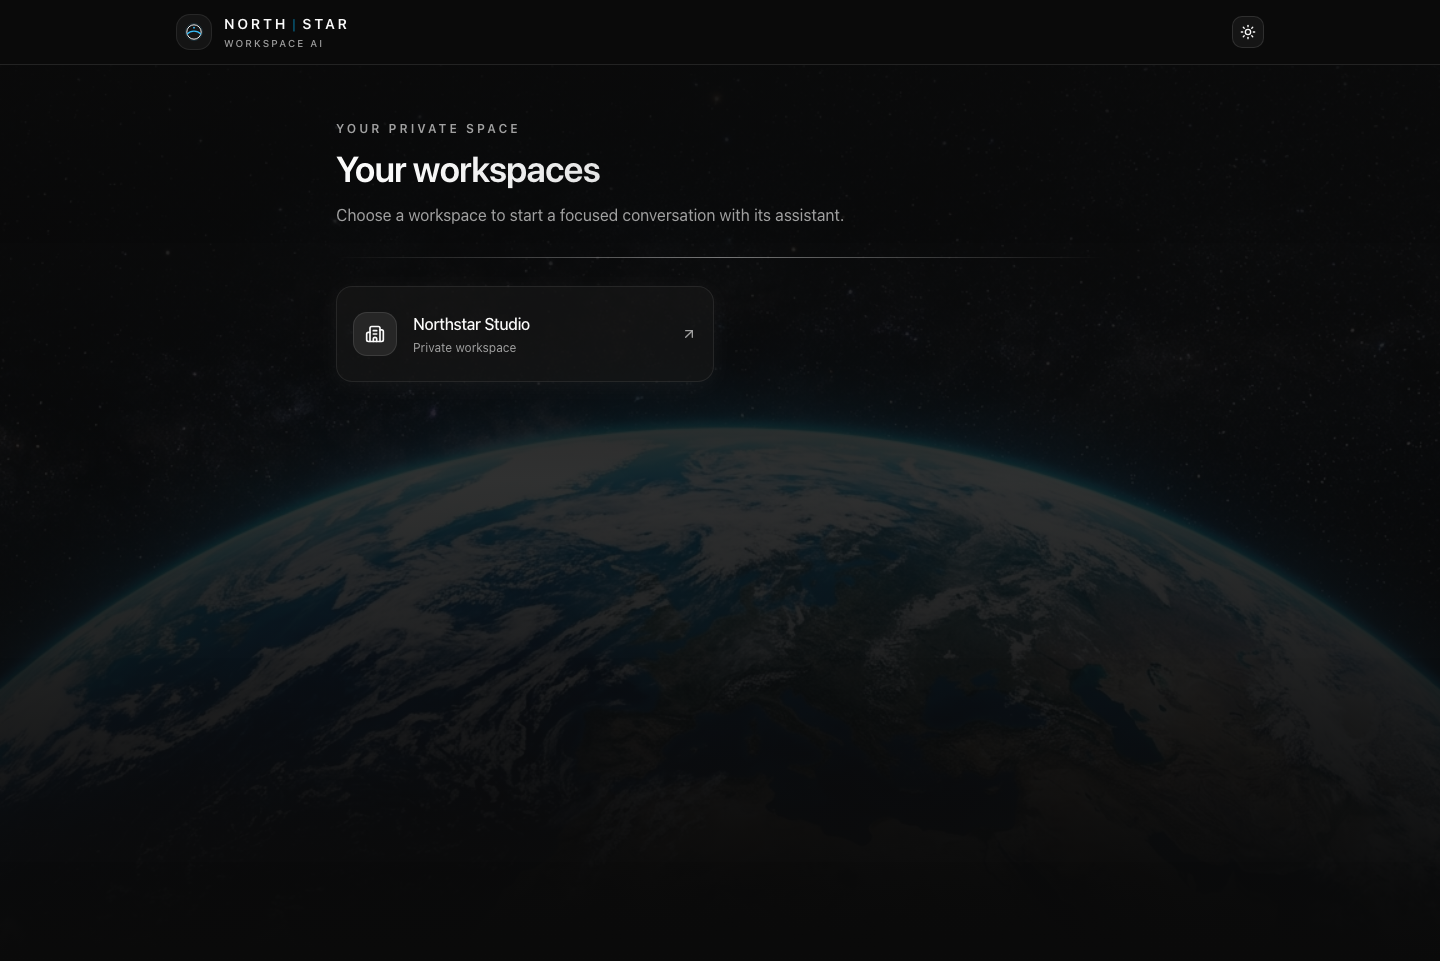 NORTH | STAR
WORKSPACE AI
YOUR PRIVATE SPACE
Your workspaces
Choose a workspace to start a focused conversation with its assistant.
Northstar Studio
Private workspace